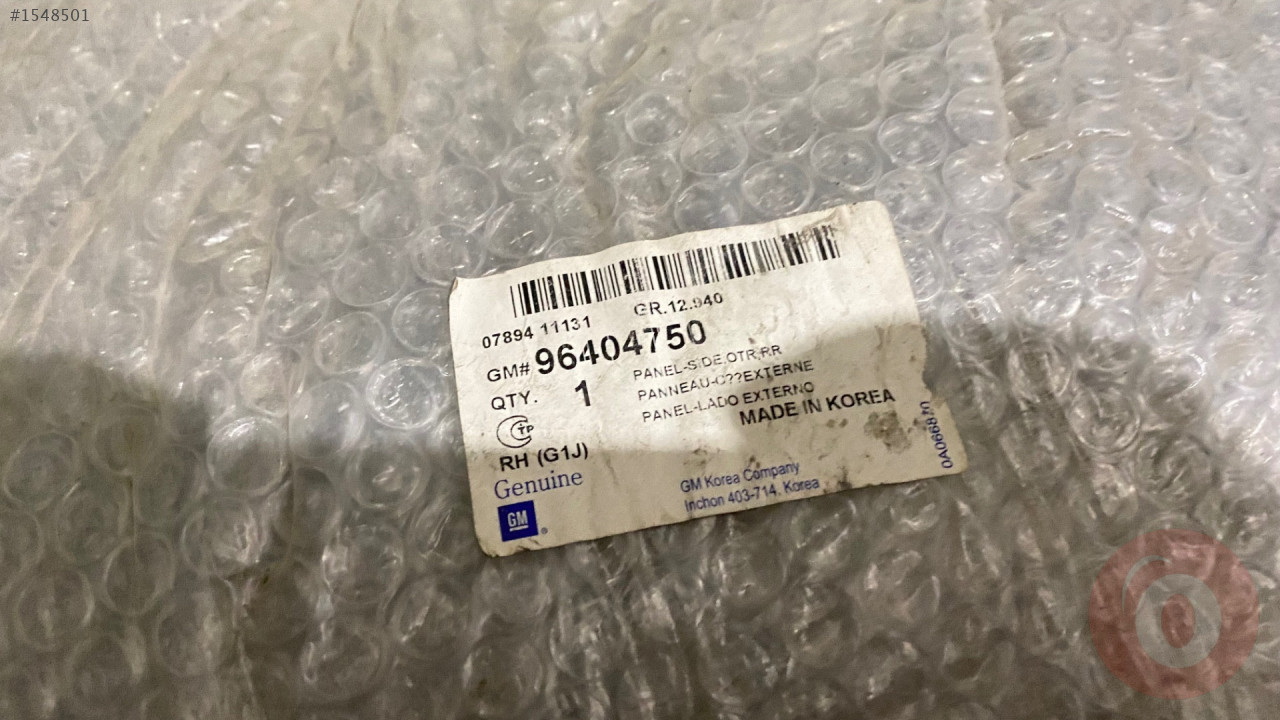 #1548501
07894 11131 GR.12.940
GM# 96404750
QTY. 1
PANEL-SIDE,OTR,RR
PANNEAU-C??EXTERNE
PANEL-LADO EXTERNO
MADE IN KOREA
RH (G1J)
Genuine
GM
GM Korea Company
Inchon 403-714, Korea